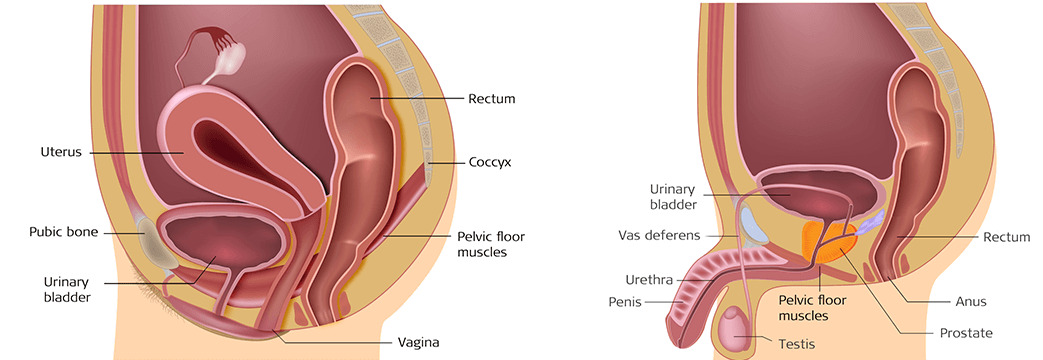 Rectum
Uterus
Coccyx
Pubic bone
Pelvic floor
muscles
Urinary
bladder
Vagina
Urinary
bladder
Vas deferens
Rectum
Urethra
Penis
Pelvic floor
muscles
Anus
Prostate
Testis